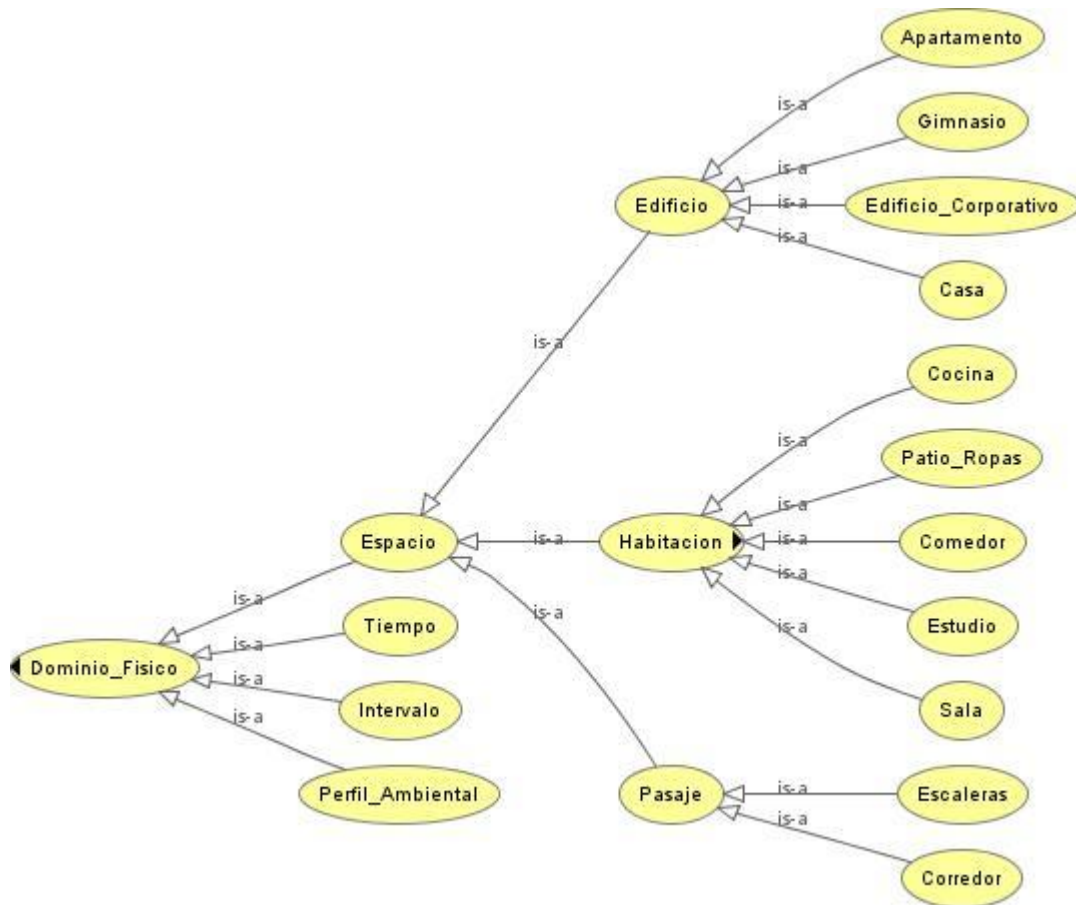 Apartamento
is-a
Gimnasio
is-a
Edificio
is-a
Edificio_Corporativo
is-a
Casa
is-a
Cocina
is-a
Patio_Ropas
is-a
Espacio
is-a
Habitacion
is-a
Comedor
is-a
Estudio
is-a
is-a
is-a
Tiempo
is-a
Dominio_Fisico
is-a
Intervalo
is-a
Sala
Perfil_Ambiental
Pasaje
is-a
Escaleras
is-a
Corredor